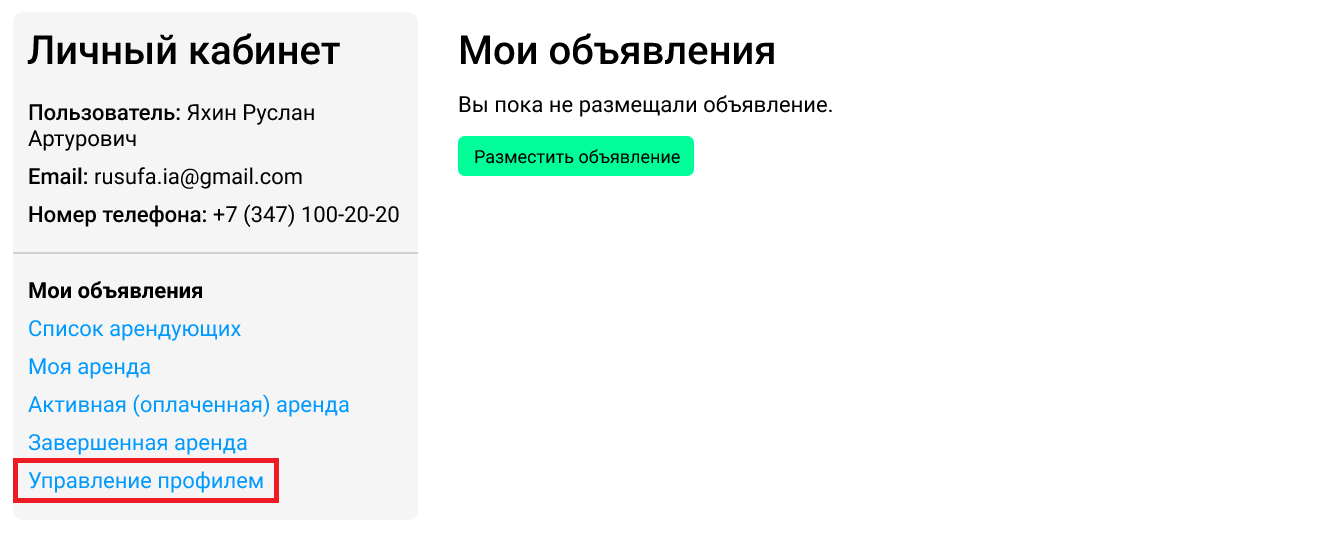 Личный кабинет
Пользователь: Яхин Руслан
Артурович
Email: rusufa.ia@gmail.com
Номер телефона: +7 (347) 100-20-20
Мои объявления
Список арендующих
Моя аренда
Активная (оплаченная) аренда
Завершенная аренда
Управление профилем
Мои объявления
Вы пока не размещали объявление.
Разместить объявление